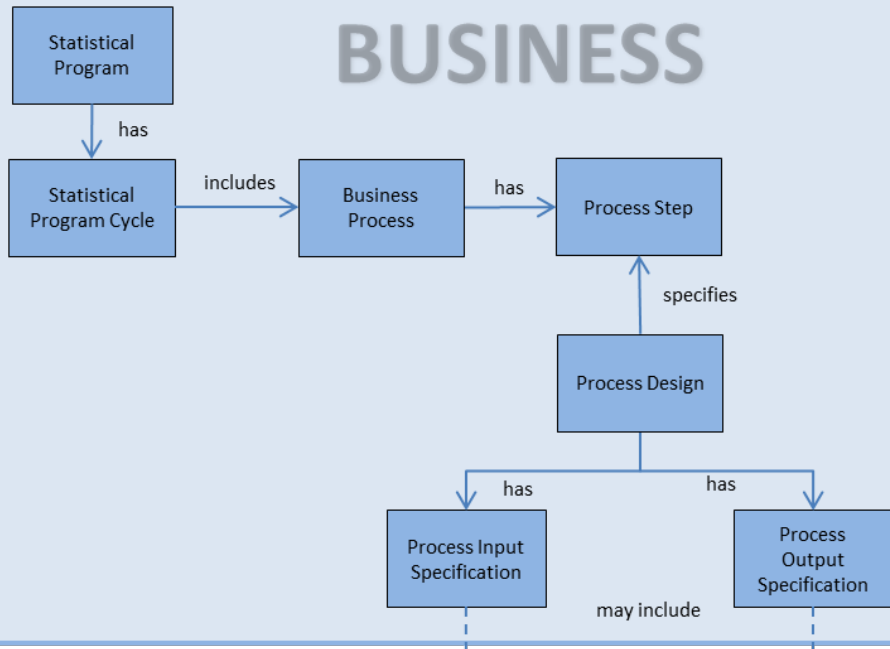 BUSINESS
Statistical
Program
has
Statistical
Program Cycle
includes
Business
Process
has
Process Step
specifies
Process Design
has
has
Process Input
Specification
Process
Output
Specification
may include